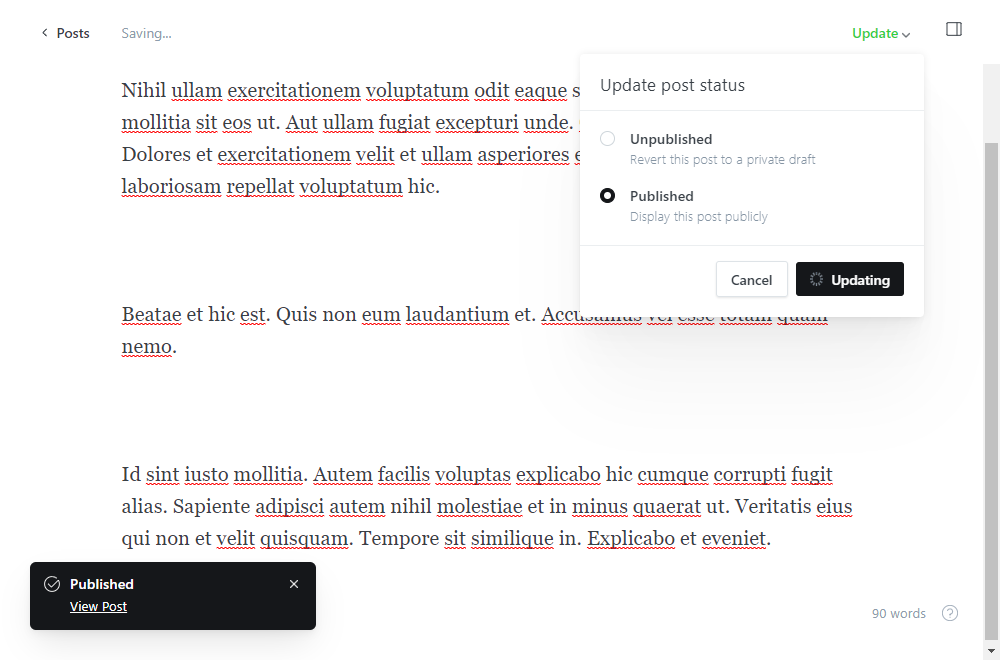 Posts
Saving...
Update
Update post status
Unpublished
Revert this post to a private draft
Published
Display this post publicly
Cancel
Updating
Nihil ullam exercitationem voluptatum odit eaque
mollitia sit eos ut. Aut ullam fugiat excepturi unde.
Dolores et exercitationem velit et ullam asperiores
laboriosam repellat voluptatum hic.
Beatae et hic est. Quis non eum laudantium et. Accusamus vel esse totam quam
nemo.
Id sint iusto mollitia. Autem facilis voluptas explicabo hic cumque corrupti fugit
alias. Sapiente adipisci autem nihil molestiae et in minus quaerat ut. Veritatis eius
qui non et velit quisquam. Tempore sit similique in. Explicabo et eveniet.
Published
View Post
90 words